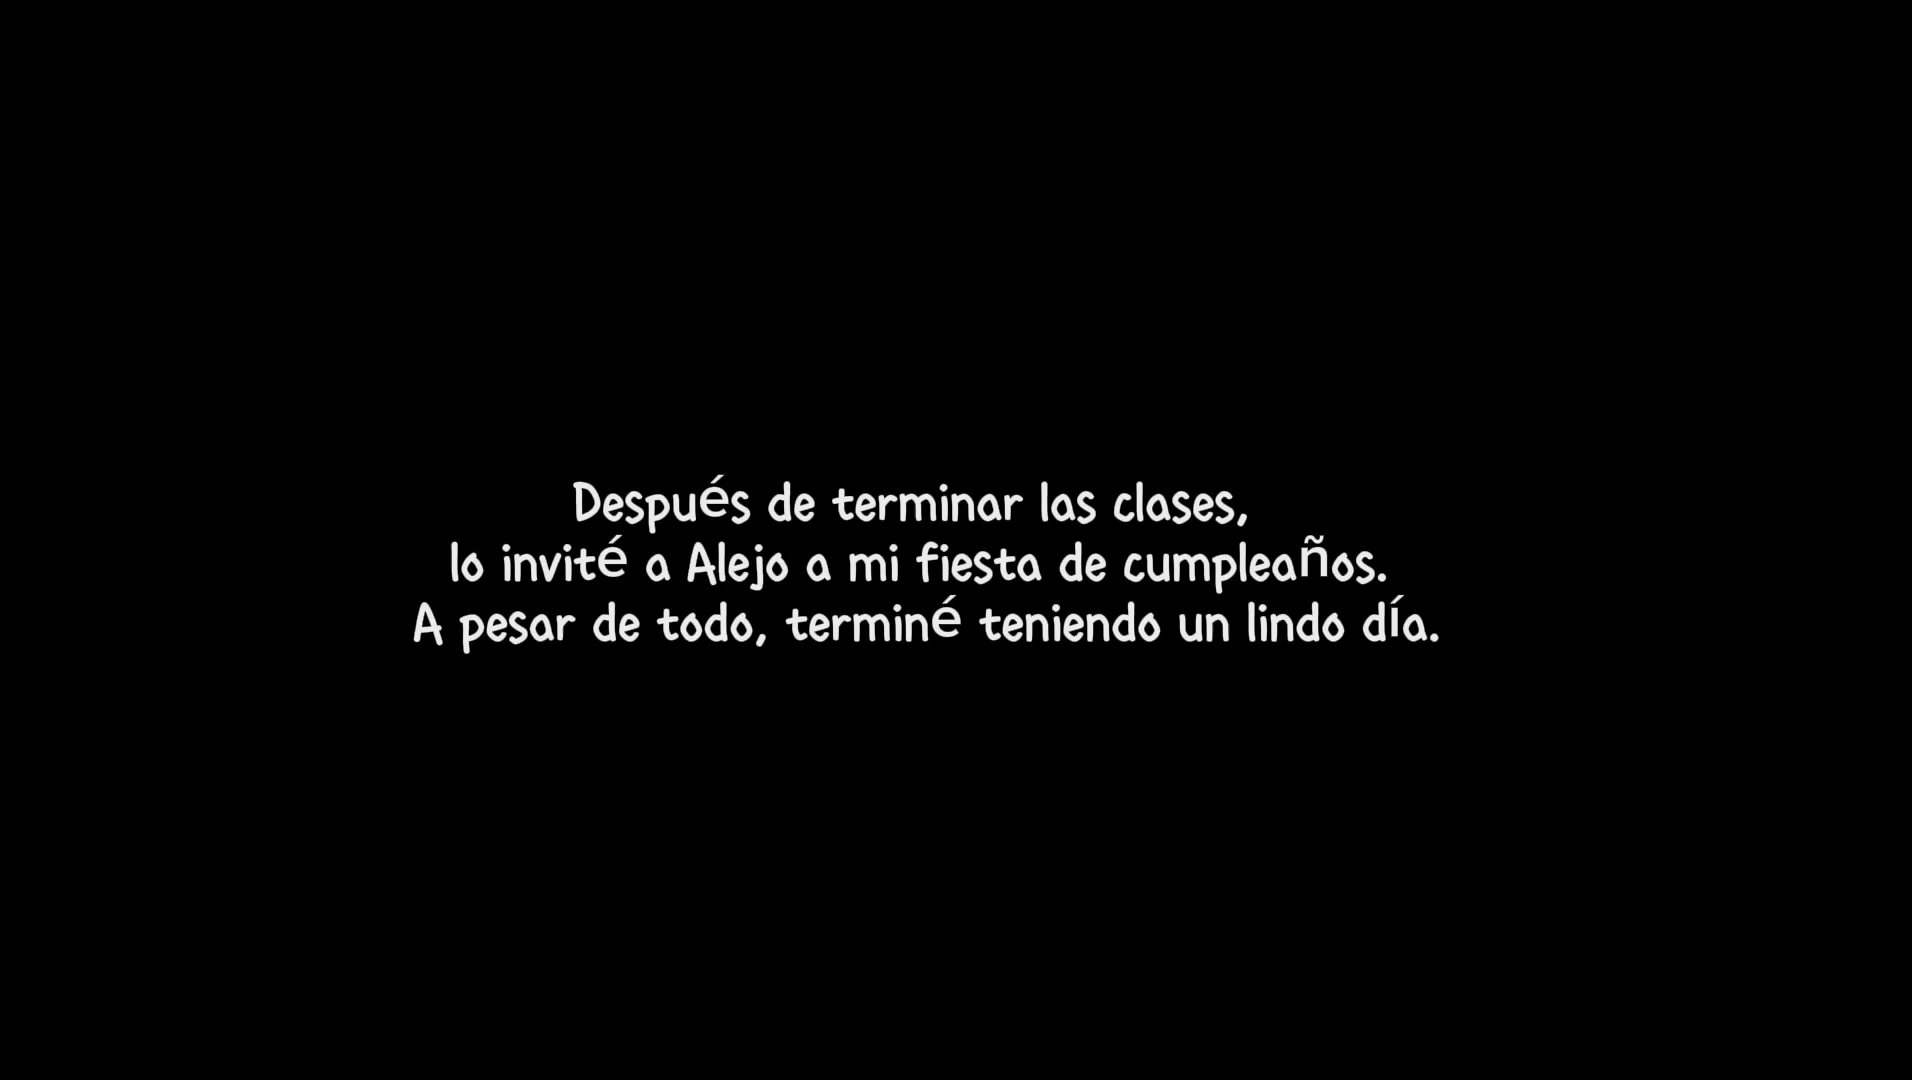 Después de terminar las clases,
lo invité a Alejo a mi fiesta de cumpleaños.
A pesar de todo, terminé teniendo un lindo día.